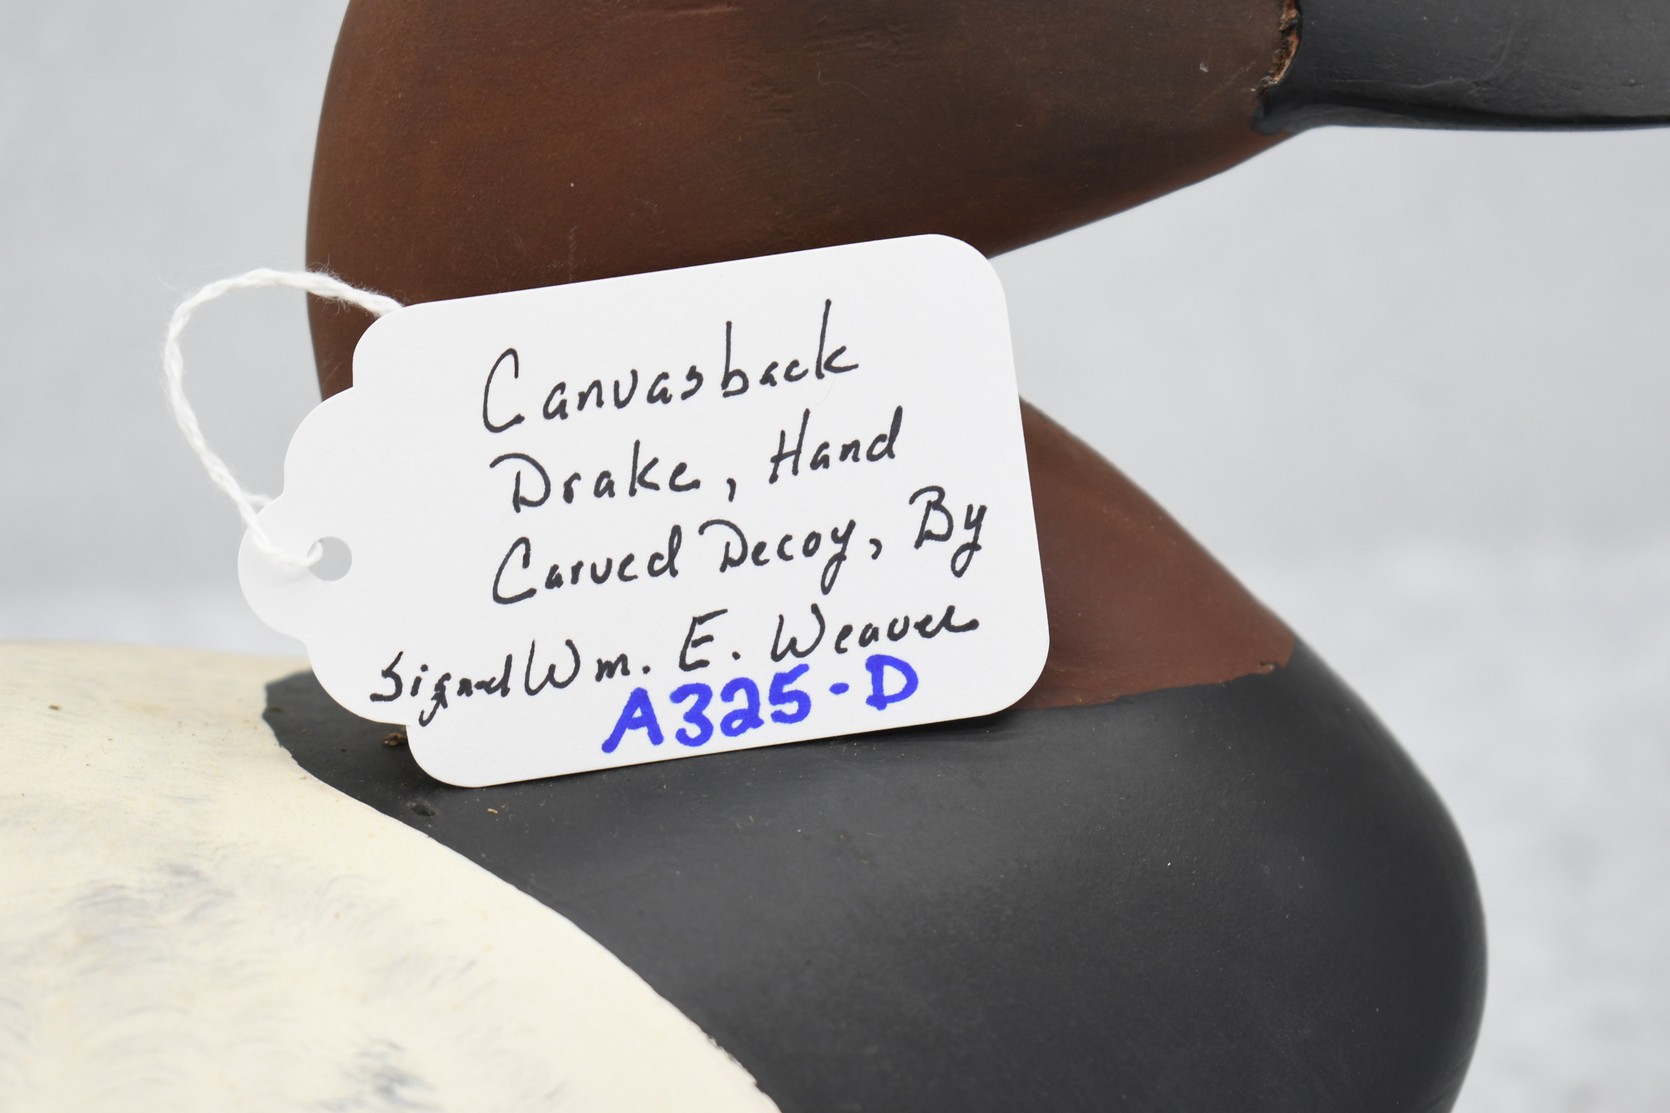 Canvasback
Drake, Hand
Carved Decoy, By
Signed Wm. E. Weaver
A325-D